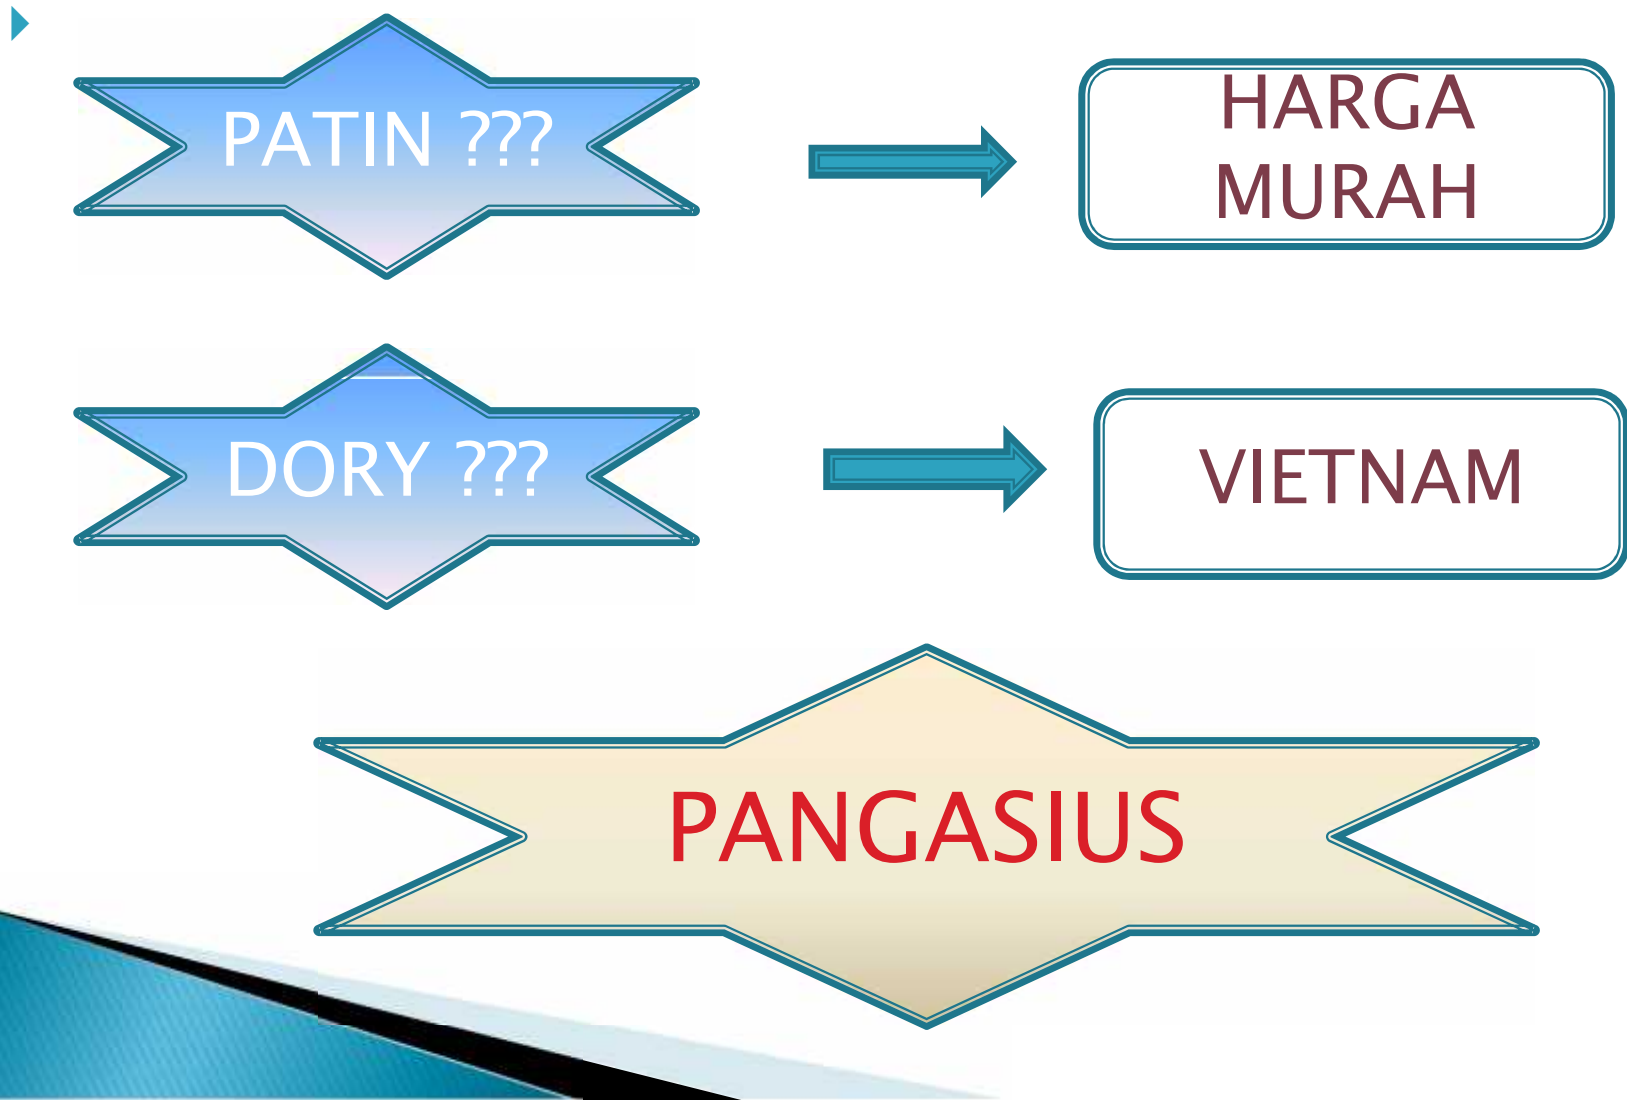 PATIN ???
HARGA
MURAH
DORY ???
VIETNAM
PANGASIUS